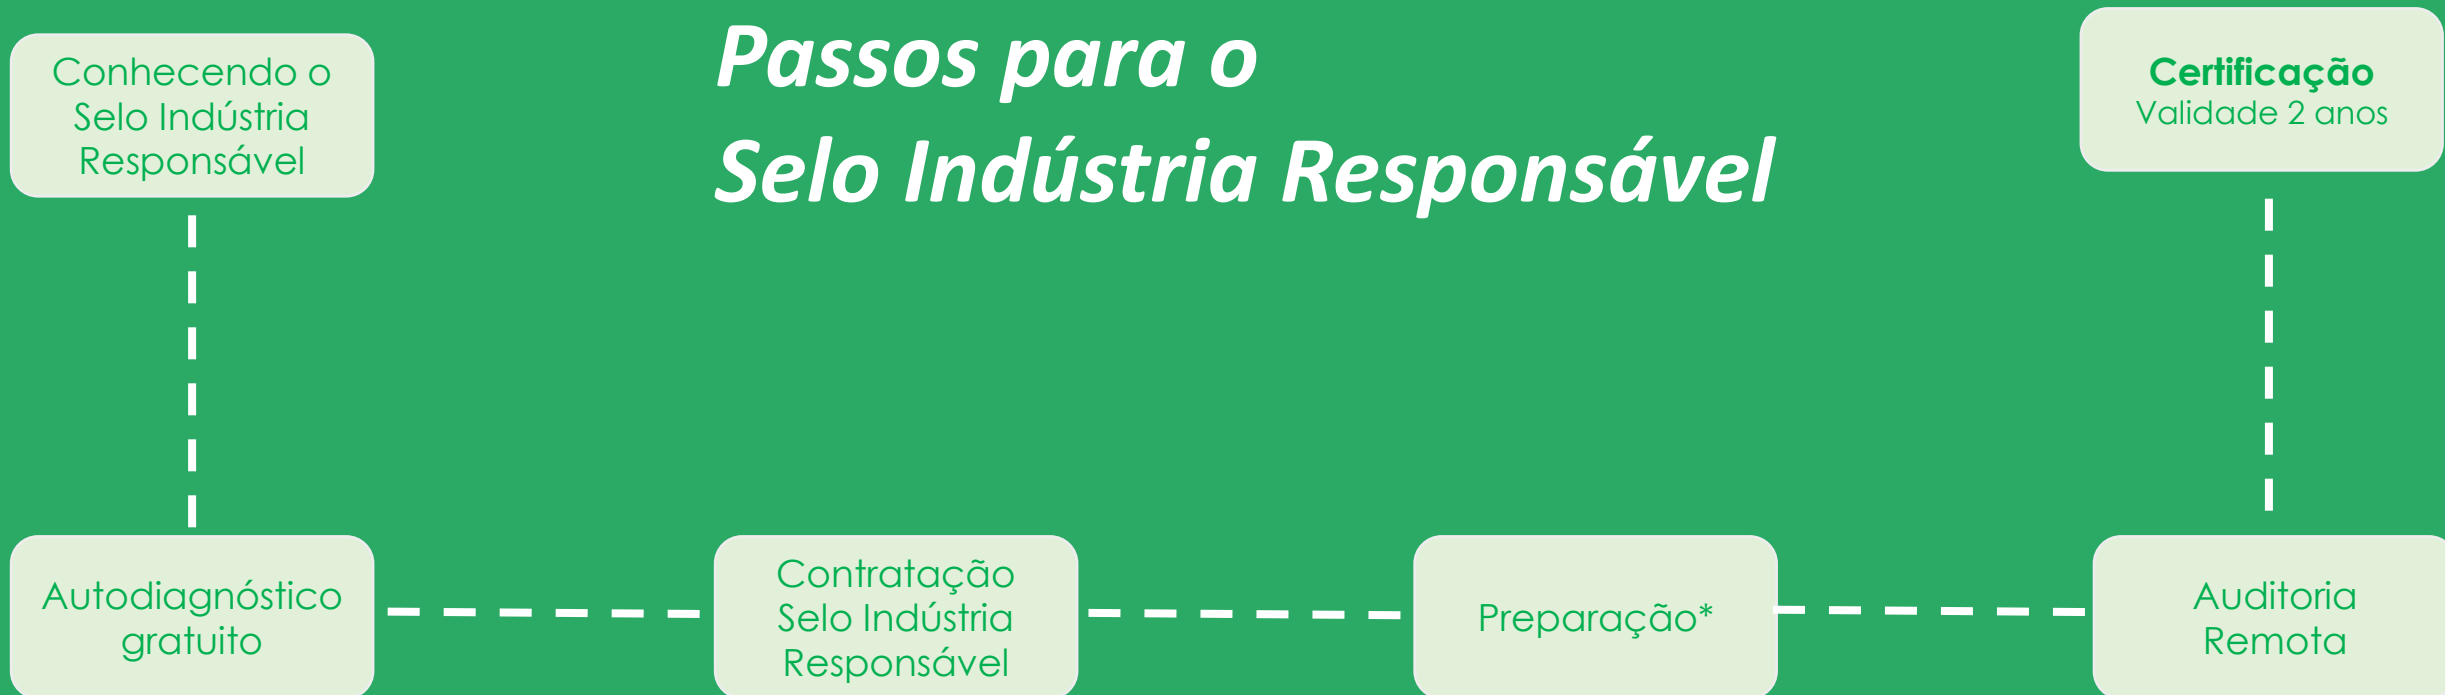 Passos para o
Selo Indústria Responsável
Conhecendo o
Selo Indústria
Responsável
Autodiagnóstico
gratuito
Contratação
Selo Indústria
Responsável
Preparação*
Auditoria
Remota
Certificação
Validade 2 anos